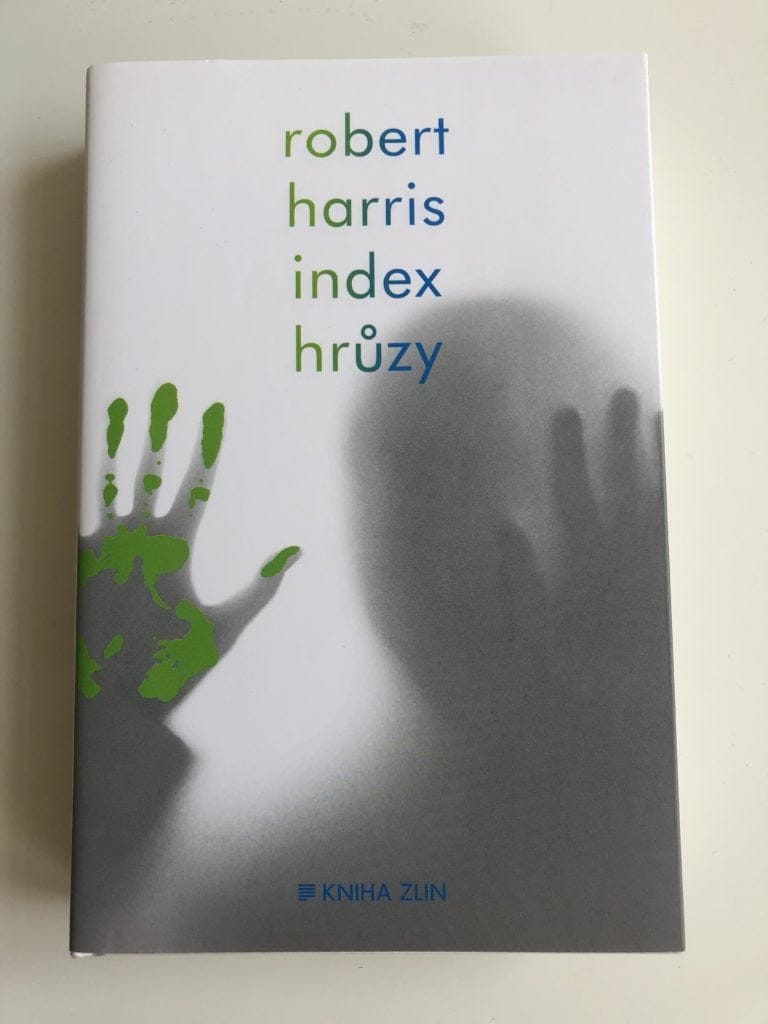 robert
harris
index
hrůzy
KNIHA ZLIN